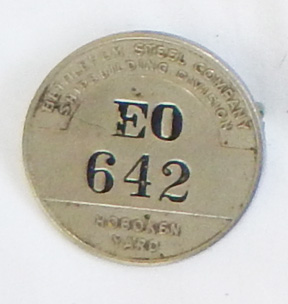 BETHLEHEM STEEL COMPANY
SHIPBUILDING DIVISION
EO
642
HOBOKEN
YARD